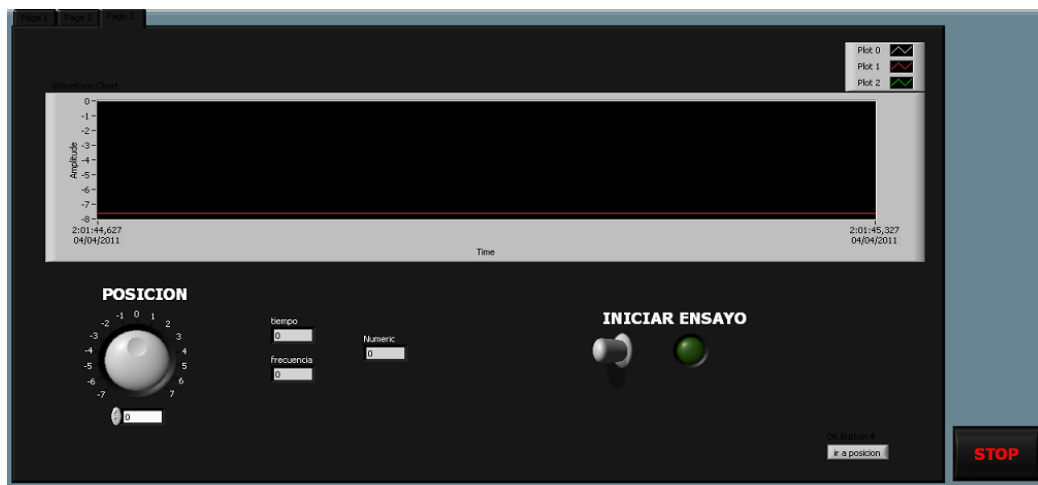 Page 1 Page 2 Page 3
Plot 0
Plot 1
Plot 2
Waveform Chart
Amplitude
0
-1
-2
-3
-4
-5
-6
-7
-8
2:01:44,627
04/04/2011
2:01:45,327
04/04/2011
Time
POSICION
-7 -6 -5 -4 -3 -2 -1 0 1 2 3 4 5 6 7
0
tiempo
0
frecuencia
0
Numeric
0
INICIAR ENSAYO
OK Button 4
ir a posicion
STOP